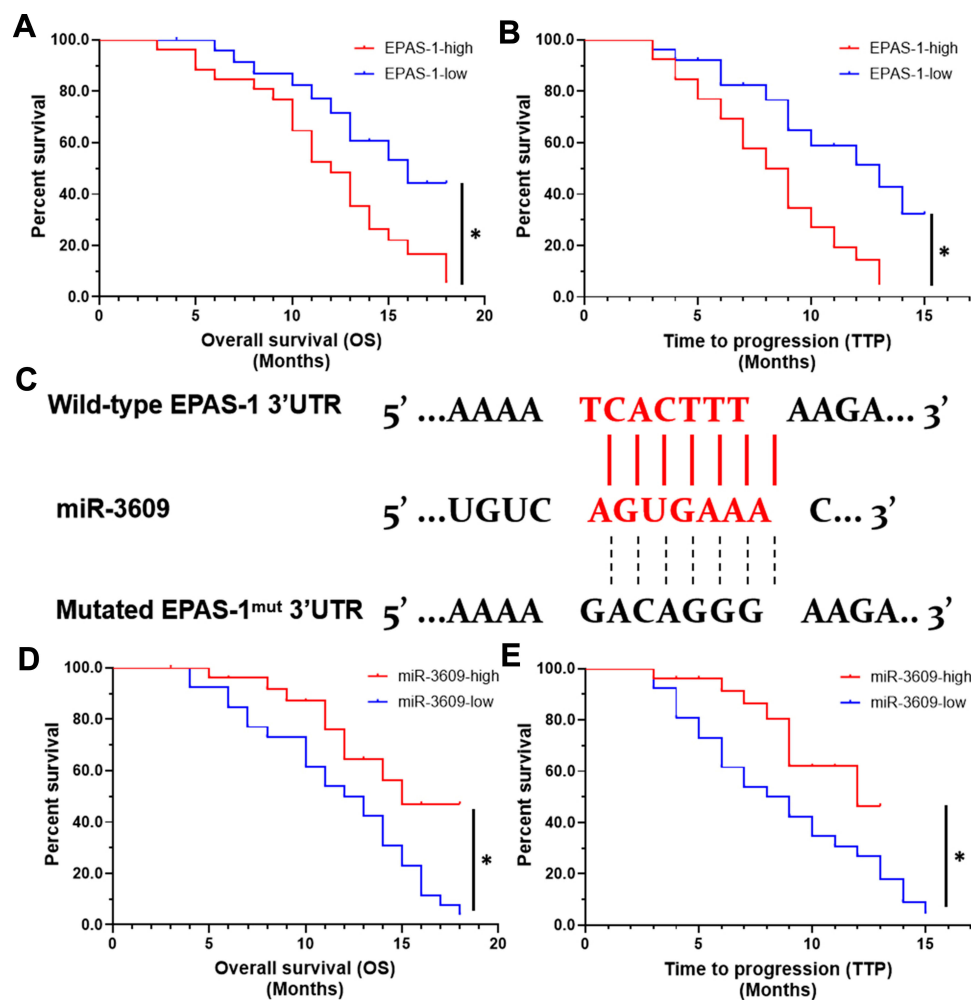 A
100.0
80.0
60.0
40.0
20.0
0.0
Percent survival
EPAS-1-high
EPAS-1-low
*
0 5 10 15 20
Overall survival (OS)
(Months)
B
100.0
80.0
60.0
40.0
20.0
0.0
Percent survival
EPAS-1-high
EPAS-1-low
*
0 5 10 15
Time to progression (TTP)
(Months)
C
Wild-type EPAS-1 3'UTR 5' ...AAAA TCACTTT AAGA... 3'
miR-3609 5' ...UGUC AGUGAAA C... 3'
Mutated EPAS-1mut 3'UTR 5' ...AAAA GACAGGG AAGA.. 3'
D
100.0
80.0
60.0
40.0
20.0
0.0
Percent survival
miR-3609-high
miR-3609-low
*
0 5 10 15 20
Overall survival (OS)
(Months)
E
100.0
80.0
60.0
40.0
20.0
0.0
Percent survival
miR-3609-high
miR-3609-low
*
0 5 10 15
Time to progression (TTP)
(Months)